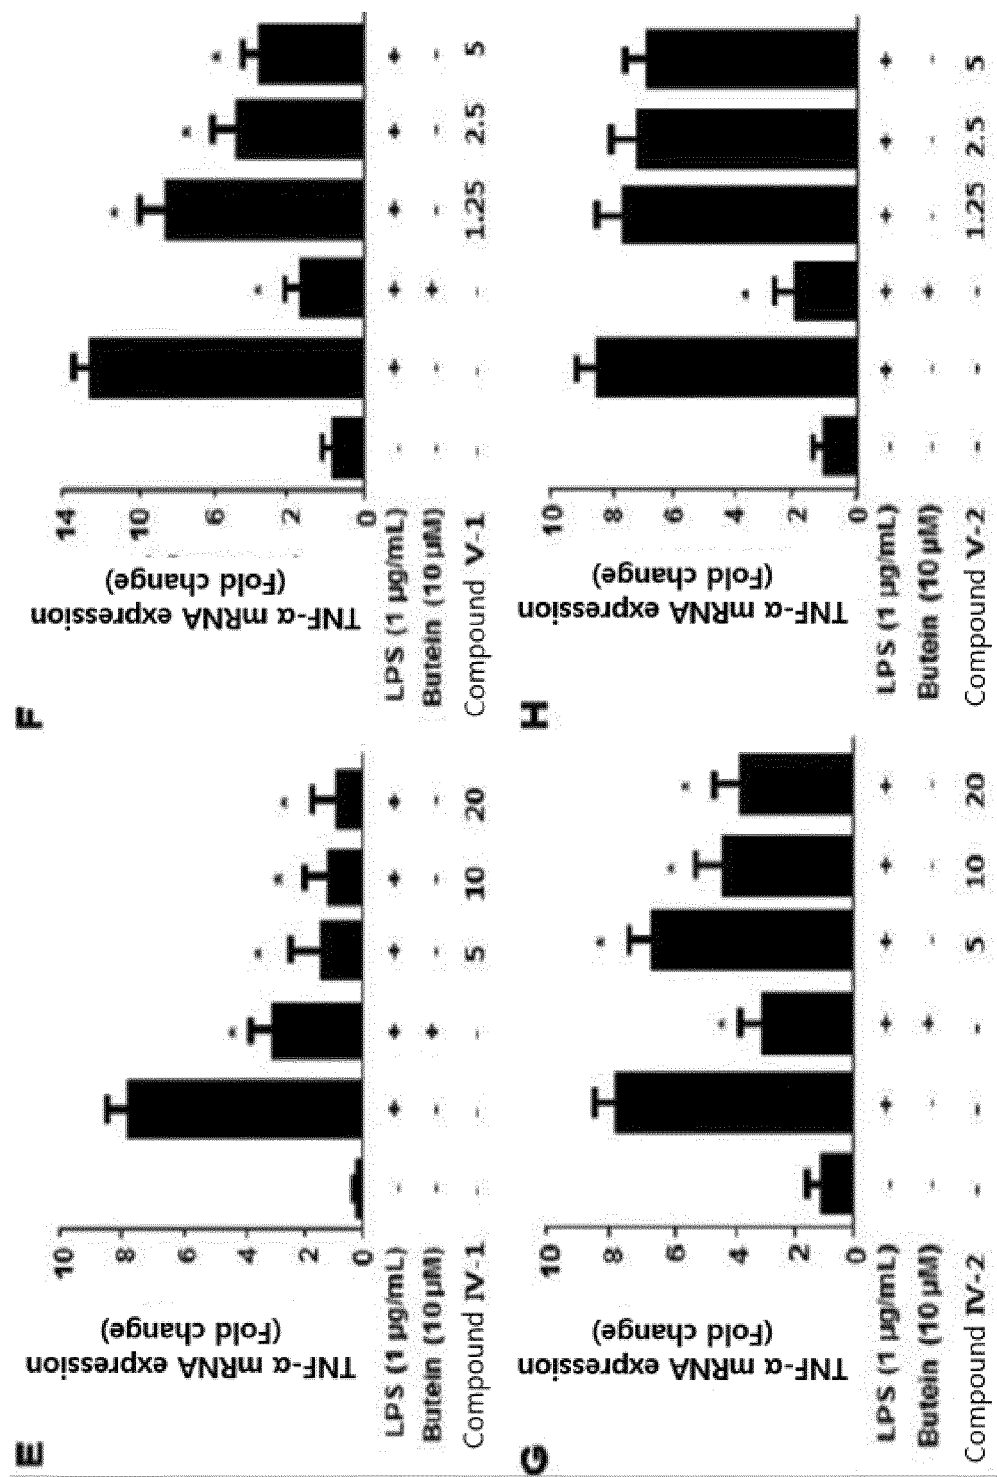 E
TNF-α mRNA expression
(Fold change)
10
8
6
4
2
0
LPS (1 μg/mL) - + + + + +
Butein (10 μM) - - + - - -
Compound IV-1 - - - 5 10 20
F
TNF-α mRNA expression
(Fold change)
14
10
6
2
0
LPS (1 μg/mL) - + + + + +
Butein (10 μM) - - + - - -
Compound V-1 - - - 1.25 2.5 5
G
TNF-α mRNA expression
(Fold change)
10
8
6
4
2
0
LPS (1 μg/mL) - + + + + +
Butein (10 μM) - - + - - -
Compound IV-2 - - - 5 10 20
H
TNF-α mRNA expression
(Fold change)
10
8
6
4
2
0
LPS (1 μg/mL) - + + + + +
Butein (10 μM) - - + - - -
Compound V-2 - - - 1.25 2.5 5